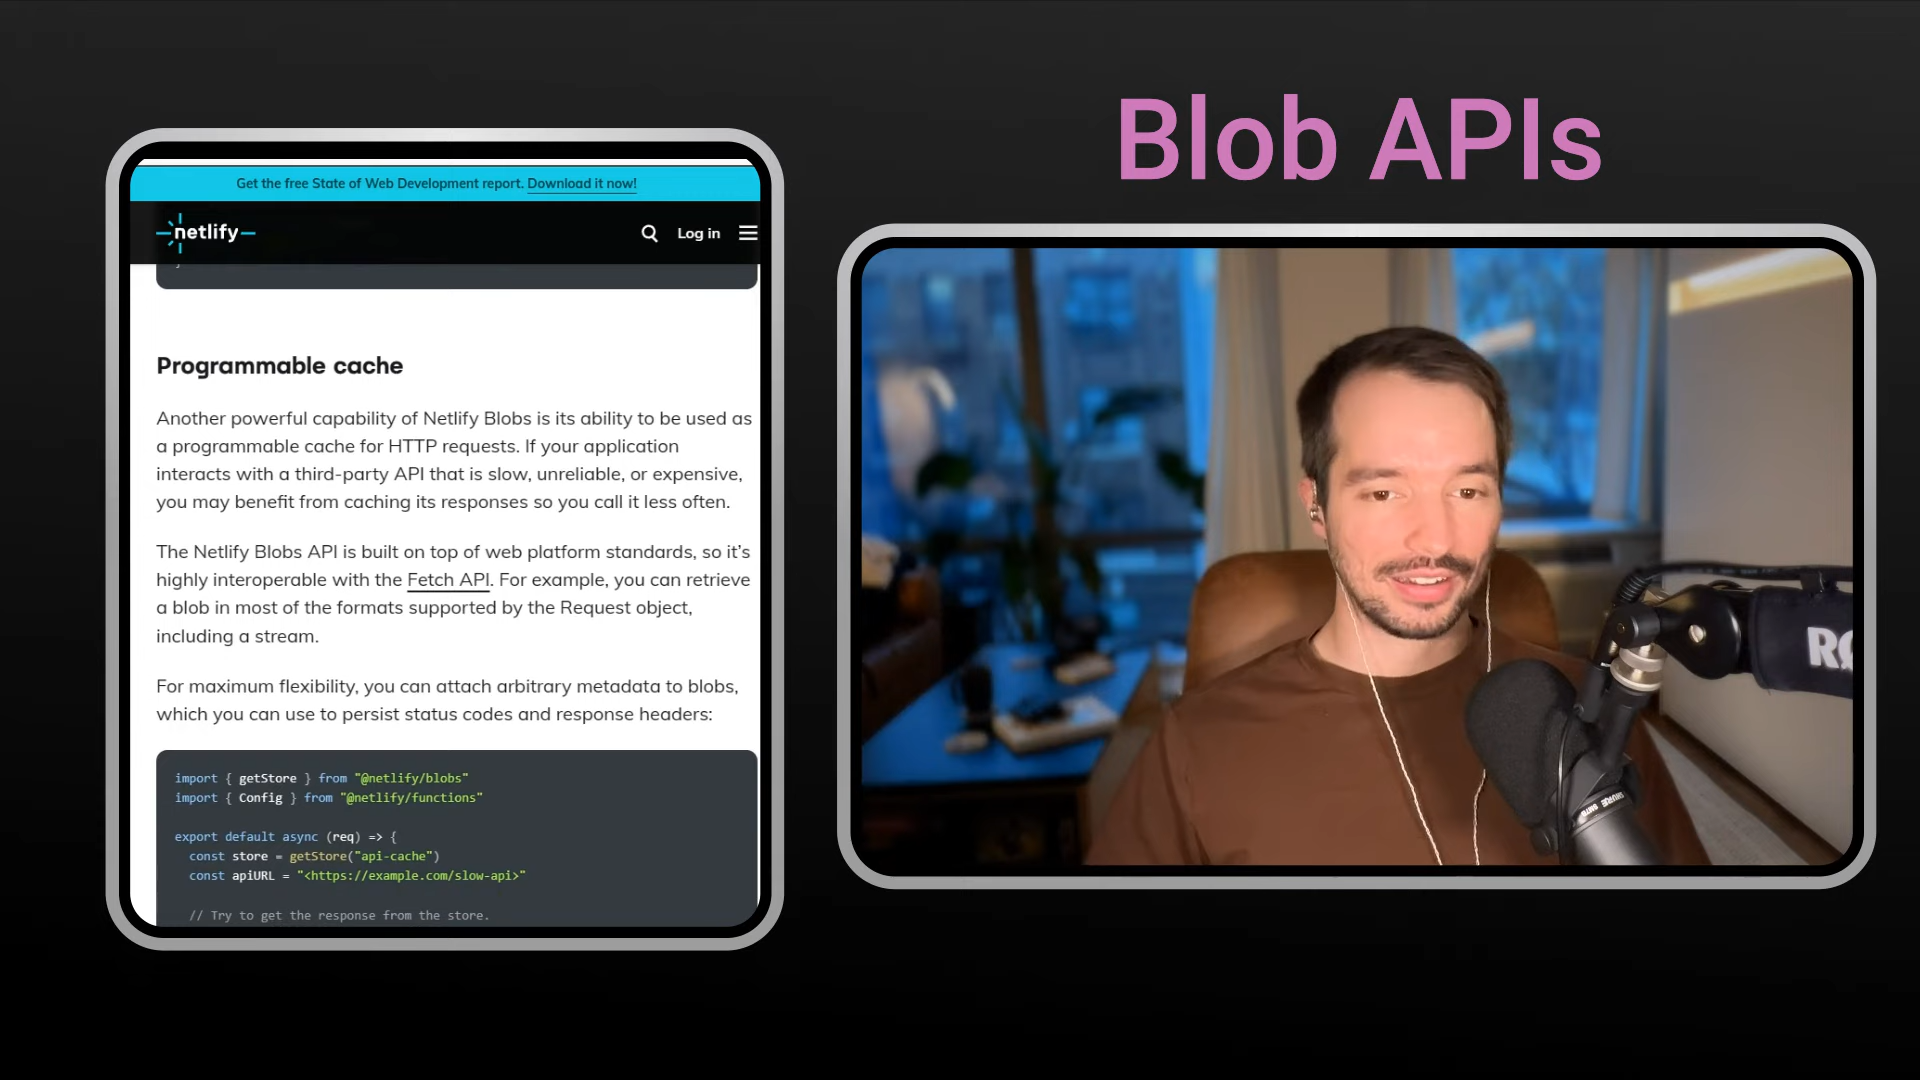 Blob APIs
Get the free State of Web Development report. Download it now!
netlify
Log in
}
Programmable cache
Another powerful capability of Netlify Blobs is its ability to be used as
a programmable cache for HTTP requests. If your application
interacts with a third-party API that is slow, unreliable, or expensive,
you may benefit from caching its responses so you call it less often.
The Netlify Blobs API is built on top of web platform standards, so it’s
highly interoperable with the Fetch API. For example, you can retrieve
a blob in most of the formats supported by the Request object,
including a stream.
For maximum flexibility, you can attach arbitrary metadata to blobs,
which you can use to persist status codes and response headers:
import { getStore } from "@netlify/blobs"
import { Config } from "@netlify/functions"
export default async (req) => {
const store = getStore("api-cache")
const apiURL = "<https://example.com/slow-api>"
// Try to get the response from the store.
SHURE